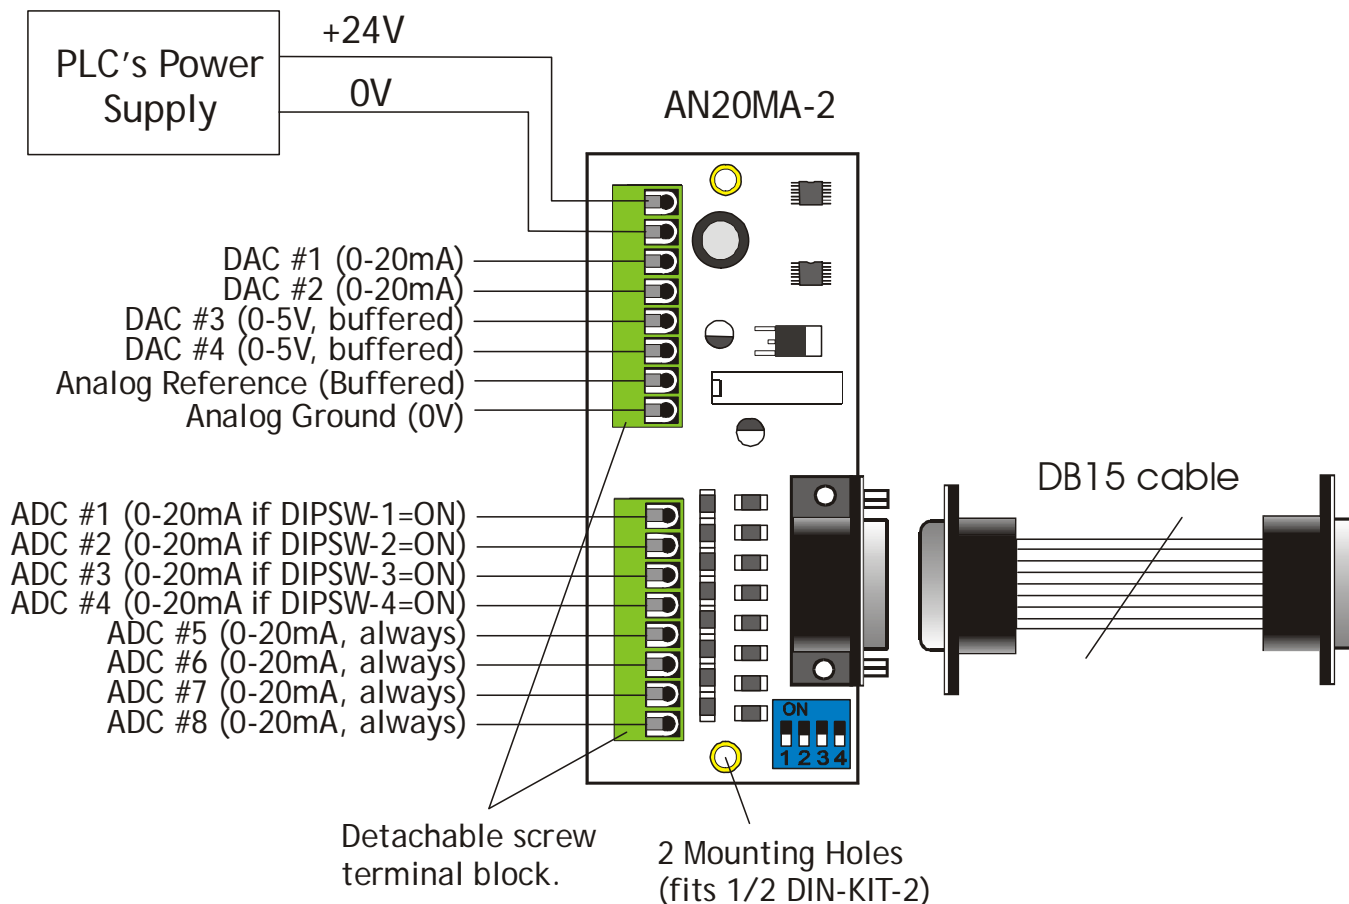 +24V
PLC's Power
Supply
0V
AN20MA-2
DAC #1 (0-20mA)
DAC #2 (0-20mA)
DAC #3 (0-5V, buffered)
DAC #4 (0-5V, buffered)
Analog Reference (Buffered)
Analog Ground (0V)
DB15 cable
ADC #1 (0-20mA if DIPSW-1=ON)
ADC #2 (0-20mA if DIPSW-2=ON)
ADC #3 (0-20mA if DIPSW-3=ON)
ADC #4 (0-20mA if DIPSW-4=ON)
ADC #5 (0-20mA, always)
ADC #6 (0-20mA, always)
ADC #7 (0-20mA, always)
ADC #8 (0-20mA, always)
ON
1 2 3 4
Detachable screw
terminal block.
2 Mounting Holes
(fits 1/2 DIN-KIT-2)